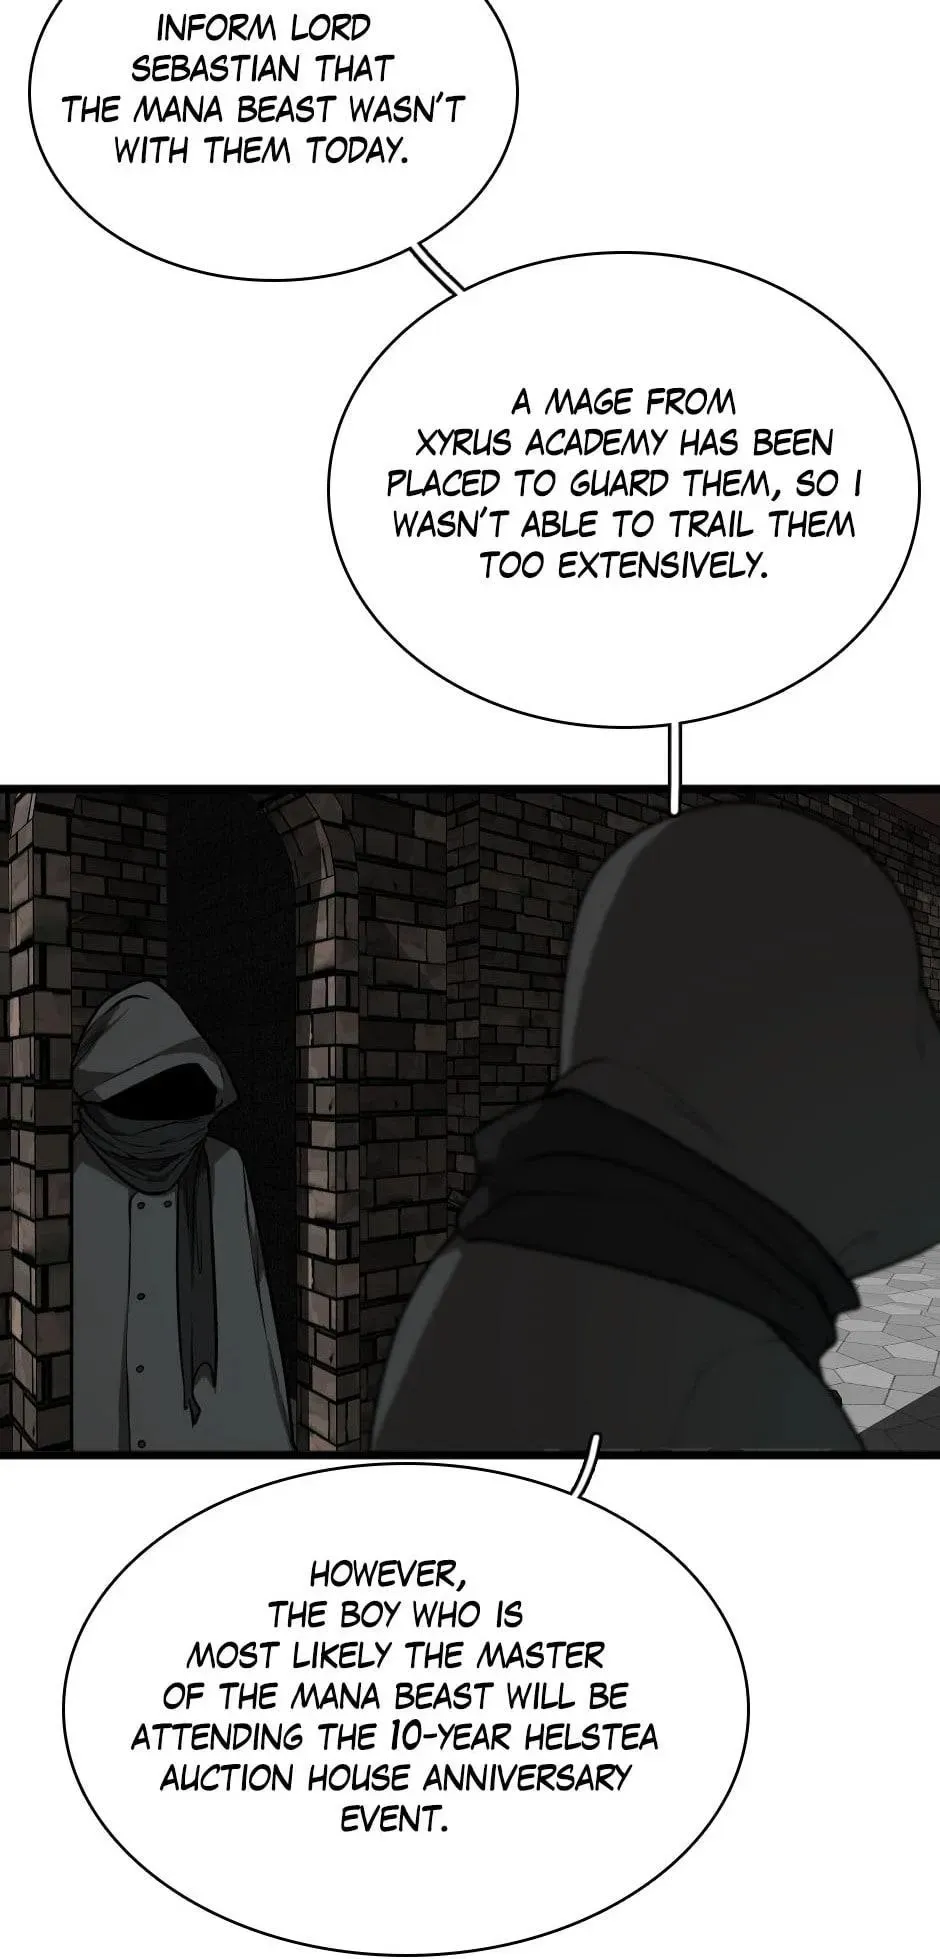 INFORM LORD
SEBASTIAN THAT
THE MANA BEAST WASN'T
WITH THEM TODAY.
A MAGE FROM
XYRUS ACADEMY HAS BEEN
PLACED TO GUARD THEM, SO I
WASN'T ABLE TO TRAIL THEM
TOO EXTENSIVELY.
HOWEVER,
THE BOY WHO IS
MOST LIKELY THE MASTER
OF THE MANA BEAST WILL BE
ATTENDING THE 10-YEAR HELSTEA
AUCTION HOUSE ANNIVERSARY
EVENT.